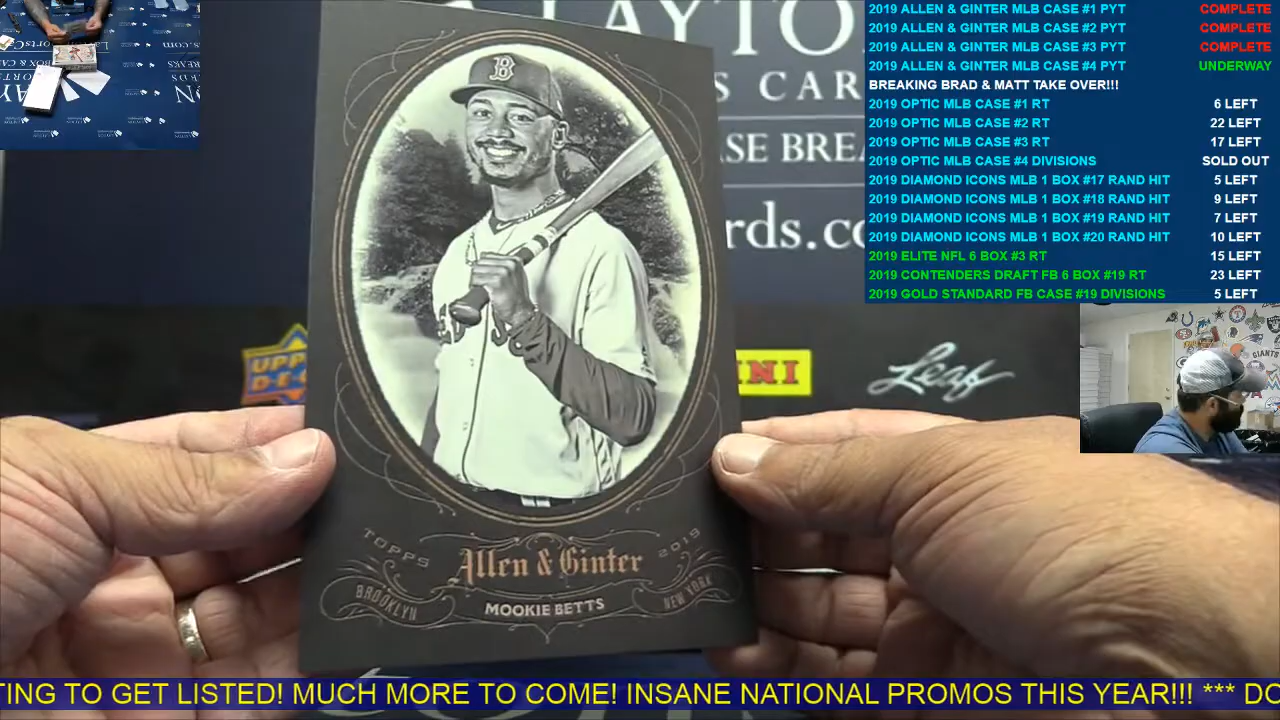 2019 ALLEN & GINTER MLB CASE #1 PYT COMPLETE
2019 ALLEN & GINTER MLB CASE #2 PYT COMPLETE
2019 ALLEN & GINTER MLB CASE #3 PYT COMPLETE
2019 ALLEN & GINTER MLB CASE #4 PYT UNDERWAY
BREAKING BRAD & MATT TAKE OVER!!!
2019 OPTIC MLB CASE #1 RT 6 LEFT
2019 OPTIC MLB CASE #2 RT 22 LEFT
2019 OPTIC MLB CASE #3 RT 17 LEFT
2019 OPTIC MLB CASE #4 DIVISIONS SOLD OUT
2019 DIAMOND ICONS MLB 1 BOX #17 RAND HIT 5 LEFT
2019 DIAMOND ICONS MLB 1 BOX #18 RAND HIT 9 LEFT
2019 DIAMOND ICONS MLB 1 BOX #19 RAND HIT 7 LEFT
2019 DIAMOND ICONS MLB 1 BOX #20 RAND HIT 10 LEFT
2019 ELITE NFL 6 BOX #3 RT 15 LEFT
2019 CONTENDERS DRAFT FB 6 BOX #19 RT 23 LEFT
2019 GOLD STANDARD FB CASE #19 DIVISIONS 5 LEFT
LAYTO
S CAR
SE BREA
rds.co
B
UPP
DEC
INI
Leaf
GIANTS
TOPPS 2019
Allen & Ginter
BROOKLYN NEW YORK
MOOKIE BETTS
TING TO GET LISTED! MUCH MORE TO COME! INSANE NATIONAL PROMOS THIS YEAR!!! *** DO